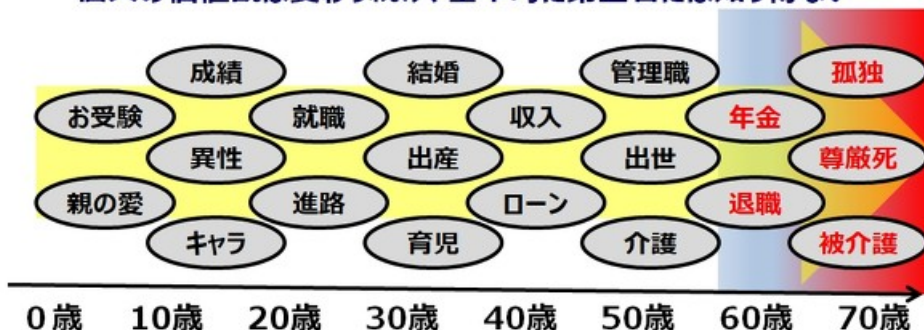 成績 結婚 管理職 孤独
お受験 就職 収入 年金
異性 出産 出世 尊厳死
親の愛 進路 ローン 退職
キャラ 育児 介護 被介護
0歳 10歳 20歳 30歳 40歳 50歳 60歳 70歳